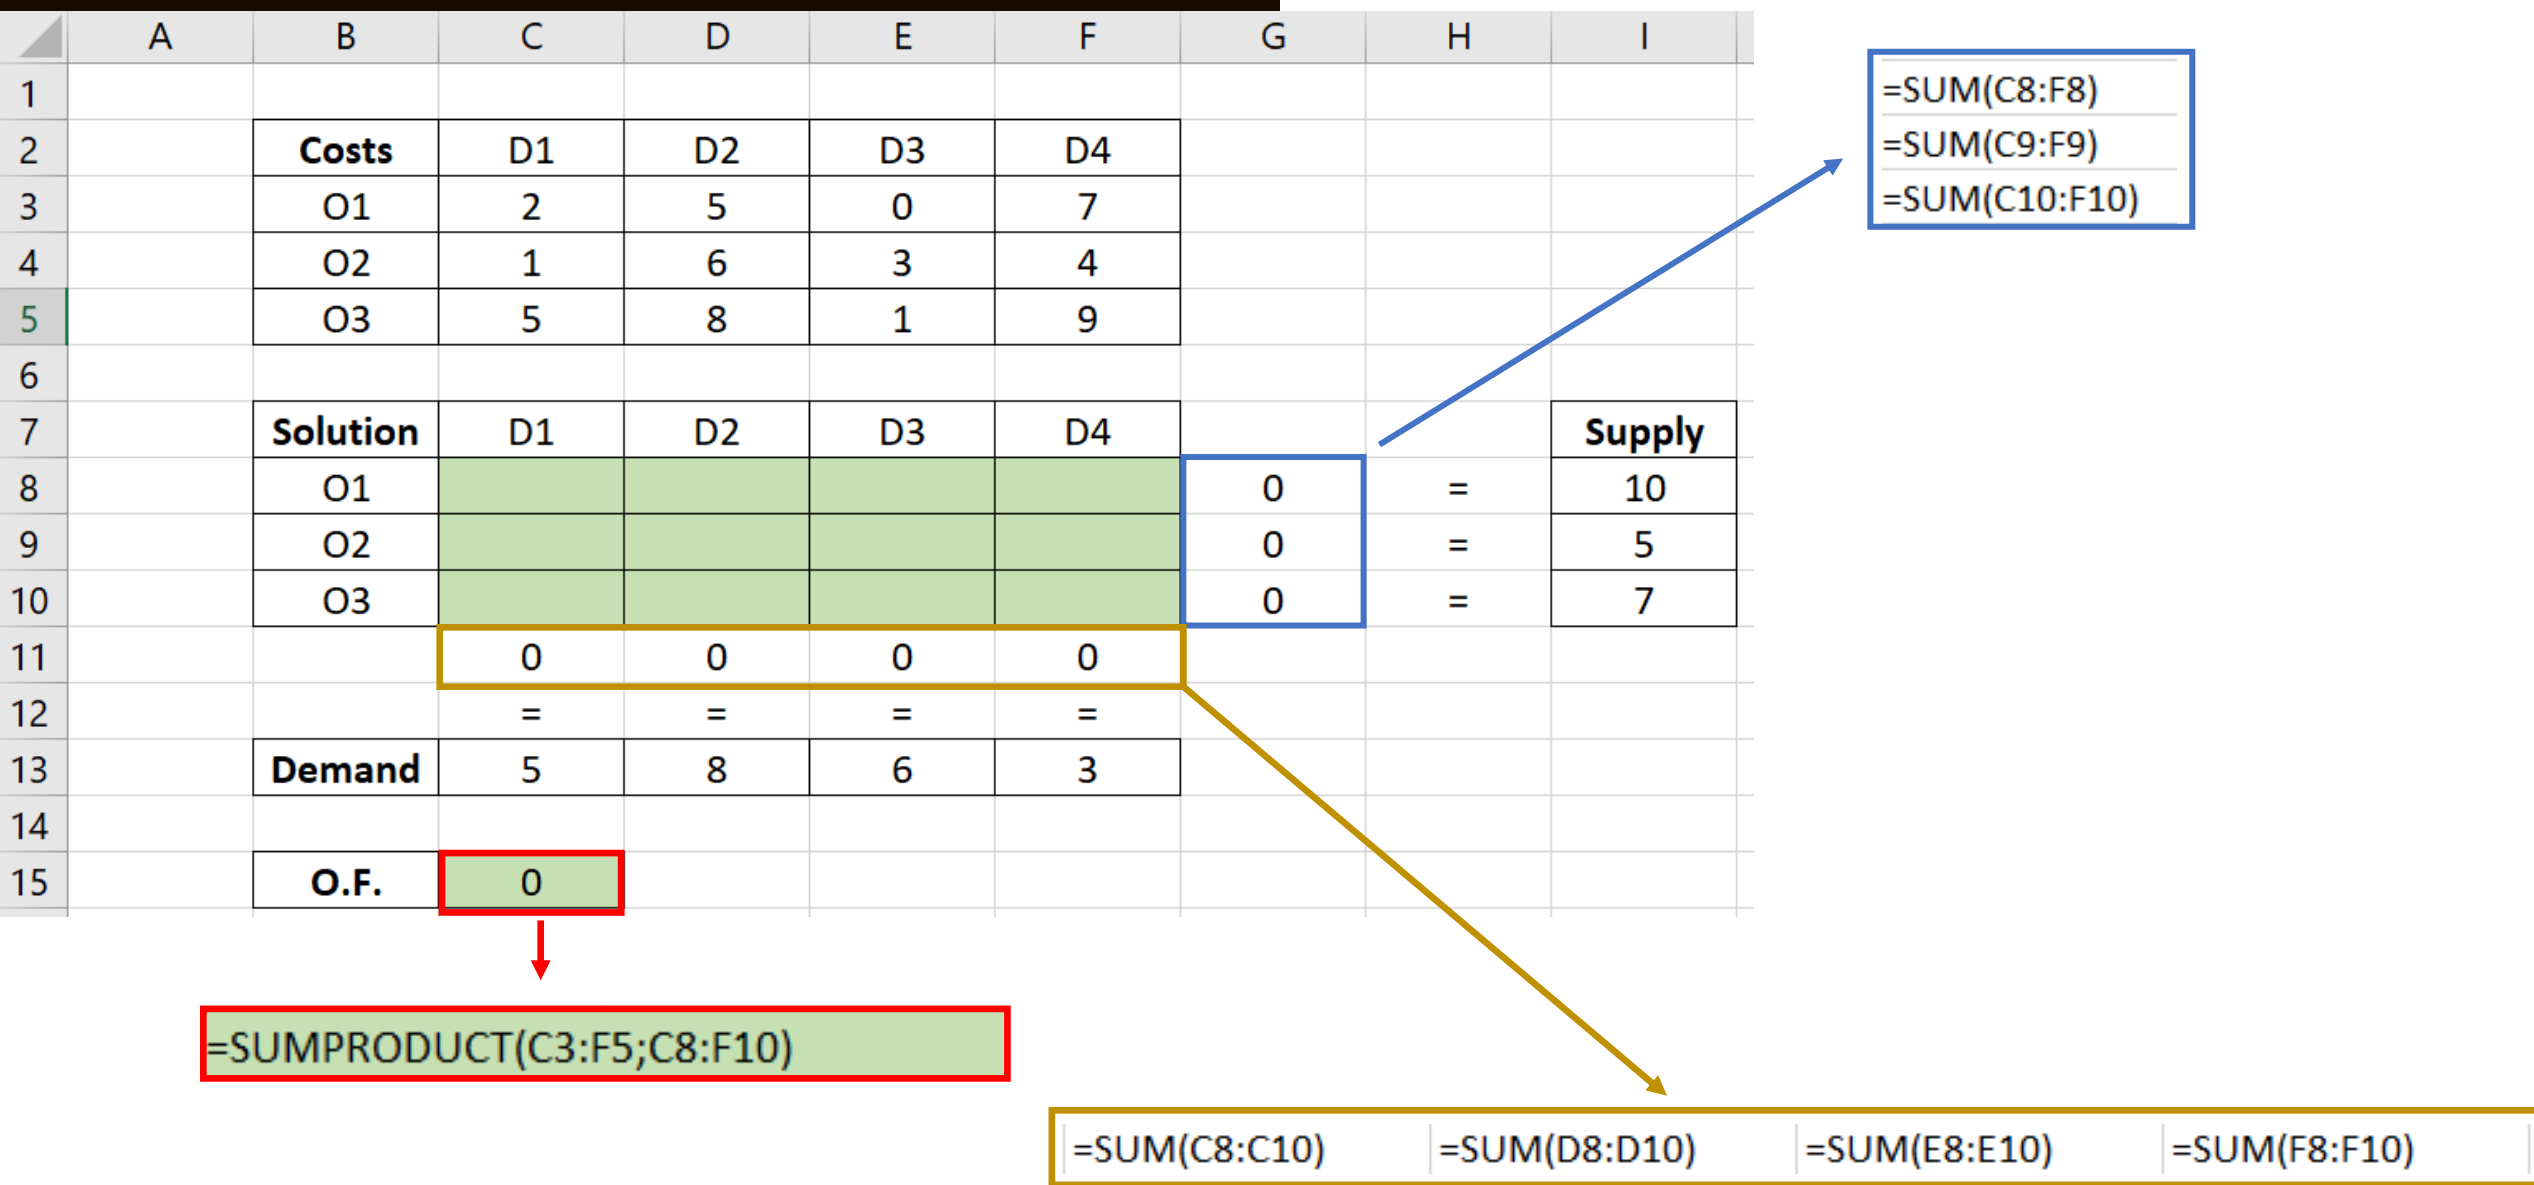 A B C D E F G H I
1
2 Costs D1 D2 D3 D4
3 O1 2 5 0 7
4 O2 1 6 3 4
5 O3 5 8 1 9
6
7 Solution D1 D2 D3 D4 Supply
8 O1 0 = 10
9 O2 0 = 5
10 O3 0 = 7
11 0 0 0 0
12 = = = =
13 Demand 5 8 6 3
14
15 O.F. 0
=SUM(C8:F8)
=SUM(C9:F9)
=SUM(C10:F10)
=SUMPRODUCT(C3:F5;C8:F10)
=SUM(C8:C10) =SUM(D8:D10) =SUM(E8:E10) =SUM(F8:F10)